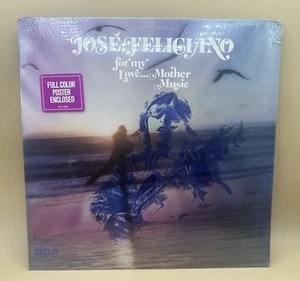 JOSÉ FELICIANO
for my
Love... Mother
Music
FULL COLOR
POSTER
ENCLOSED
RCA